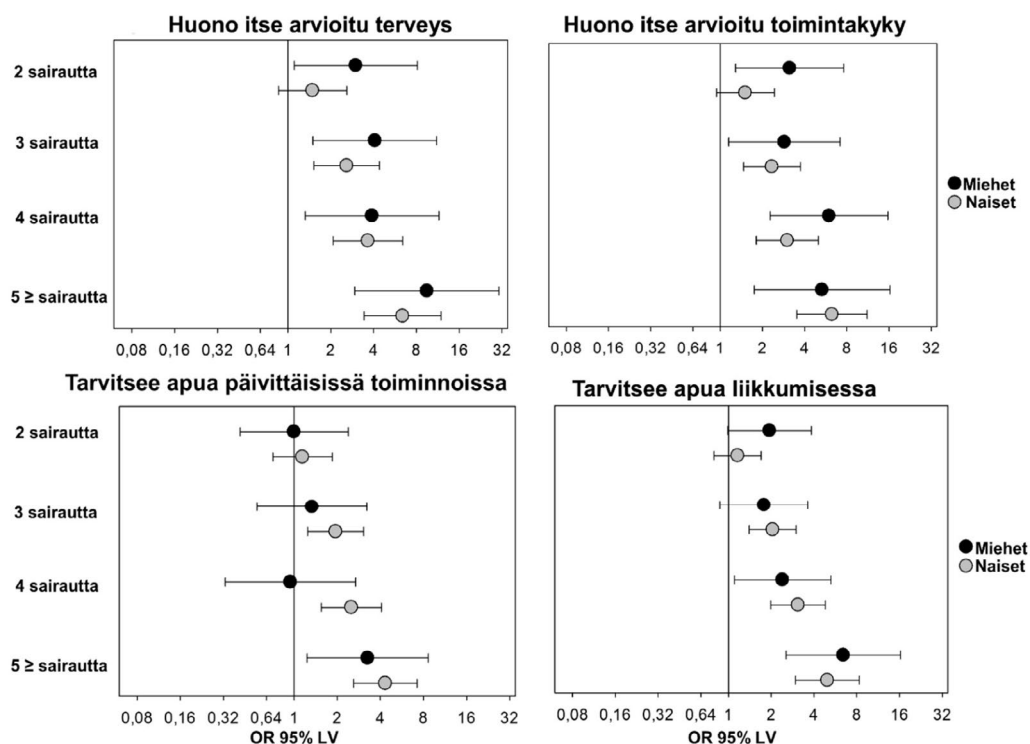 Huono itse arvioitu terveys
2 sairautta
3 sairautta
4 sairautta
5 ≥ sairautta
0,08 0,16 0,32 0,64 1 2 4 8 16 32
Huono itse arvioitu toimintakyky
0,08 0,16 0,32 0,64 1 2 4 8 16 32
Miehet
Naiset
Tarvitsee apua päivittäisissä toiminnoissa
2 sairautta
3 sairautta
4 sairautta
5 ≥ sairautta
0,08 0,16 0,32 0,64 1 2 4 8 16 32
OR 95% LV
Tarvitsee apua liikkumisessa
0,08 0,16 0,32 0,64 1 2 4 8 16 32
OR 95% LV
Miehet
Naiset